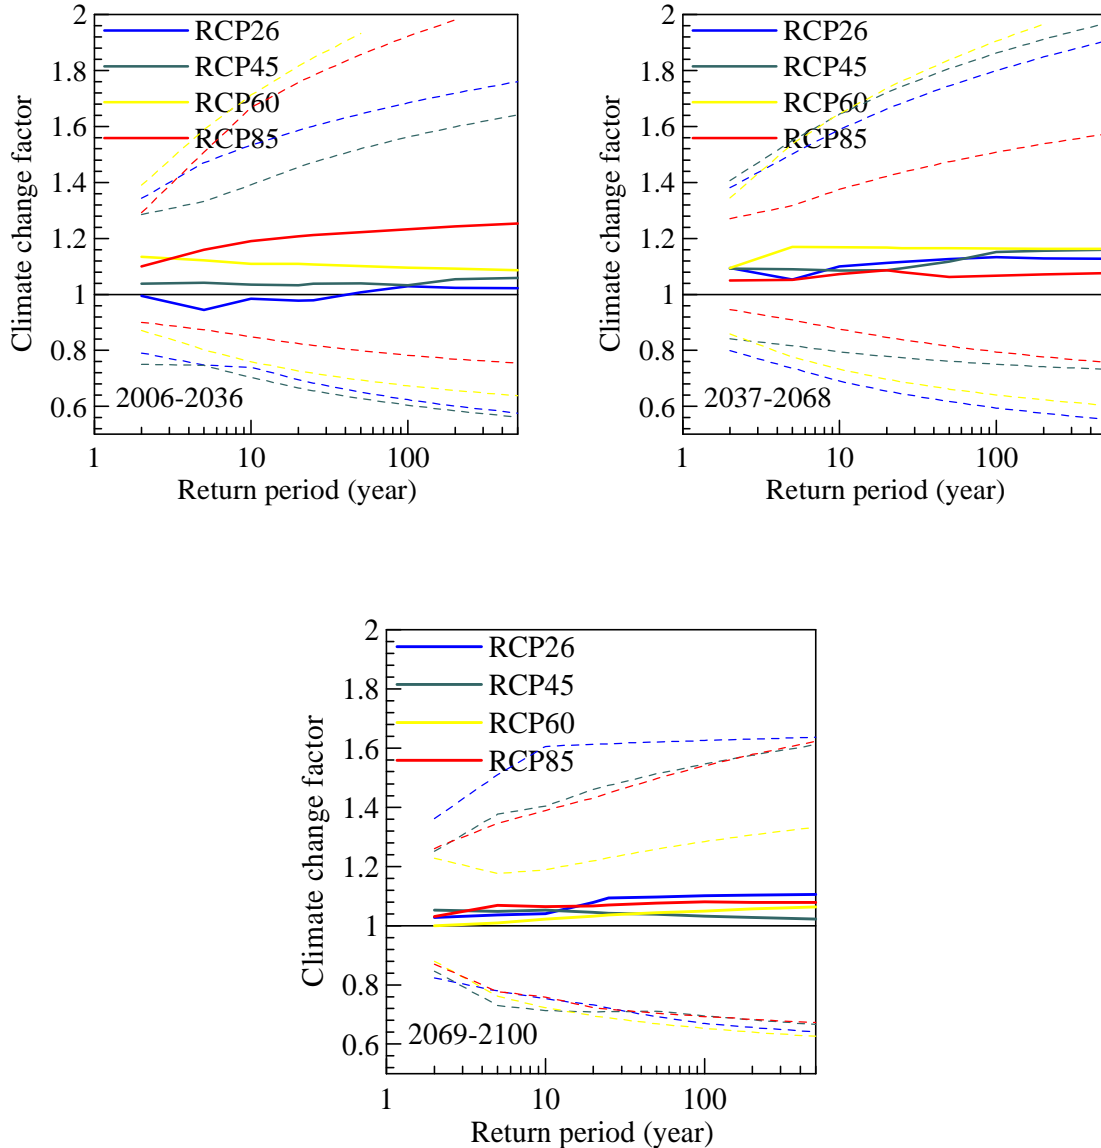 2
1.8
1.6
1.4
1.2
1
0.8
0.6
Climate change factor
RCP26
RCP45
RCP60
RCP85
2006-2036
1 10 100
Return period (year)
2
1.8
1.6
1.4
1.2
1
0.8
0.6
Climate change factor
RCP26
RCP45
RCP60
RCP85
2037-2068
1 10 100
Return period (year)
2
1.8
1.6
1.4
1.2
1
0.8
0.6
Climate change factor
RCP26
RCP45
RCP60
RCP85
2069-2100
1 10 100
Return period (year)